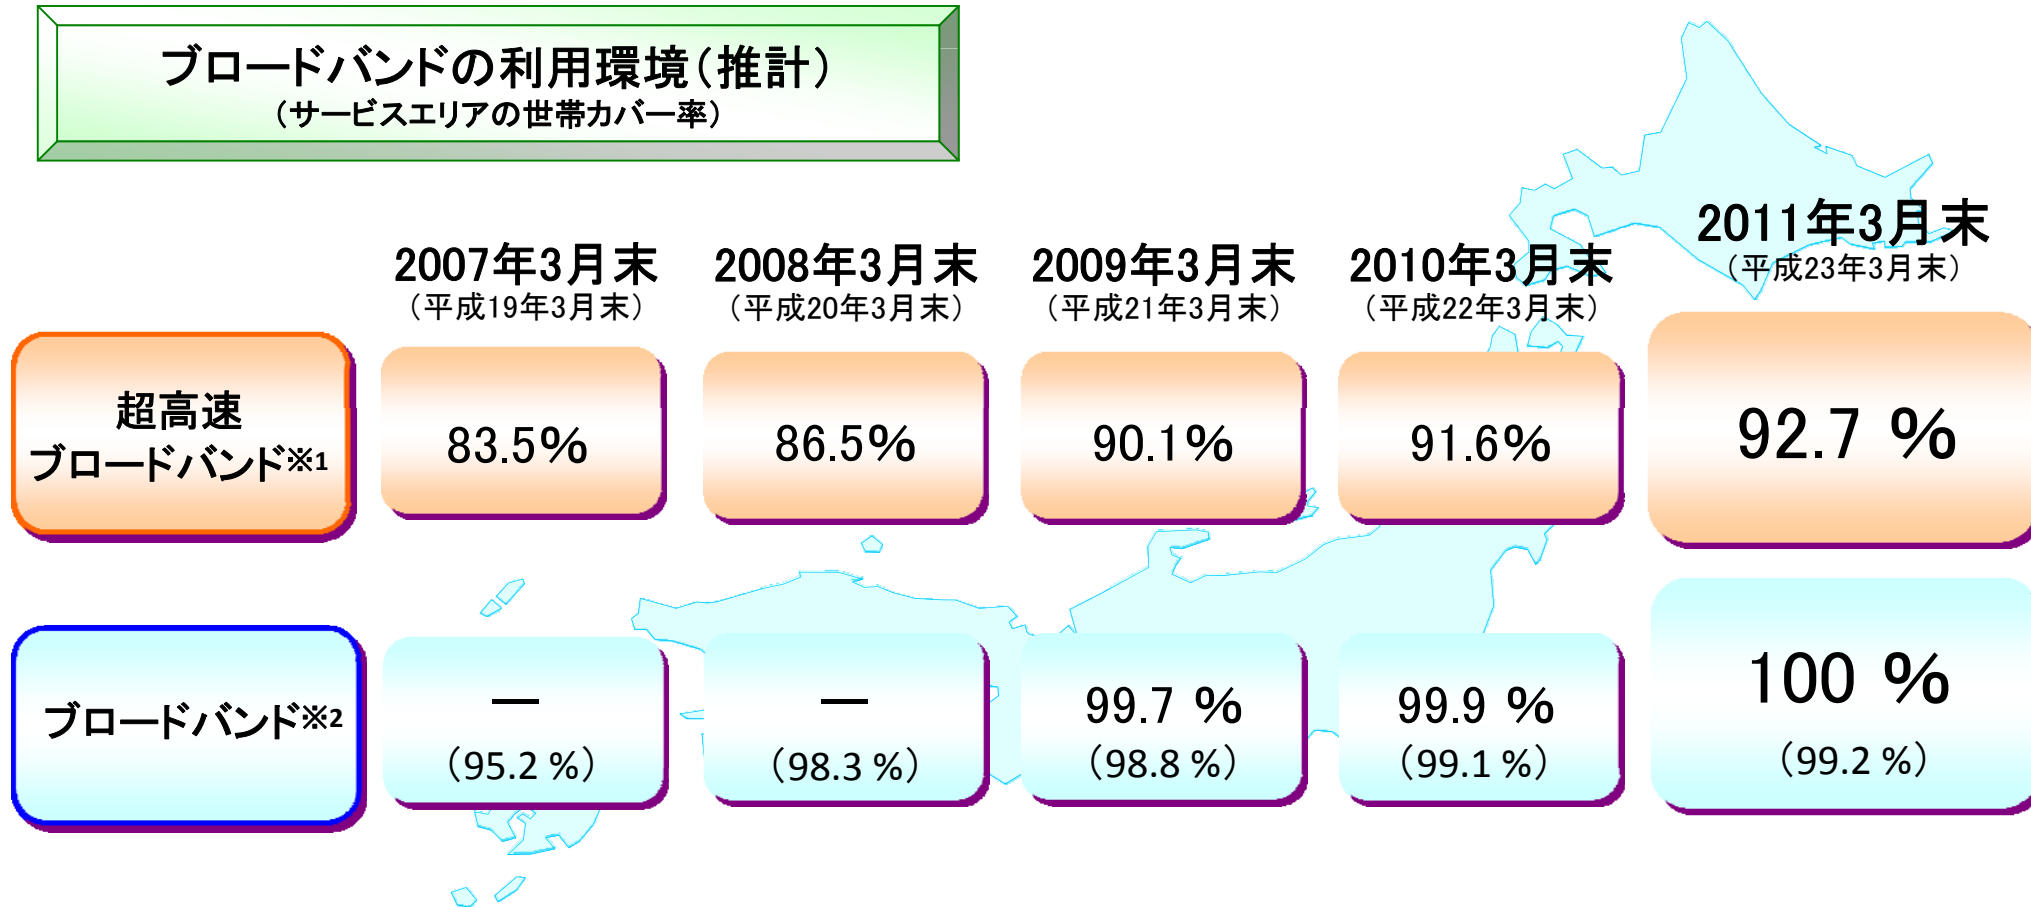 ブロードバンドの利用環境（推計）
（サービスエリアの世帯カバー率）
2007年3月末
（平成19年3月末）
2008年3月末
（平成20年3月末）
2009年3月末
（平成21年3月末）
2010年3月末
（平成22年3月末）
2011年3月末
（平成23年3月末）
超高速
ブロードバンド※1
83.5%
86.5%
90.1%
91.6%
92.7 %
ブロードバンド※2
―
（95.2 %）
―
（98.3 %）
99.7 %
（98.8 %）
99.9 %
（99.1 %）
100 %
（99.2 %）